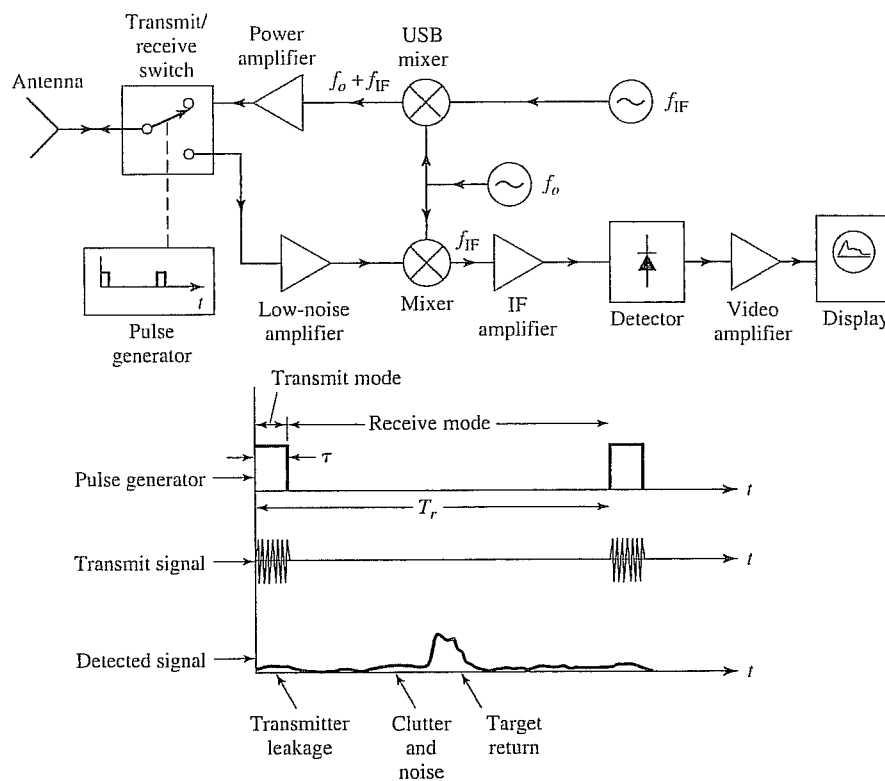 Transmit/
receive
switch
Power
amplifier
USB
mixer
Antenna
f_o + f_IF
f_IF
f_o
f_IF
t
Pulse
generator
Low-noise
amplifier
Mixer
IF
amplifier
Detector
Video
amplifier
Display
Transmit mode
Receive mode
τ
Pulse generator
t
T_r
Transmit signal
t
Detected signal
t
Transmitter
leakage
Clutter
and
noise
Target
return